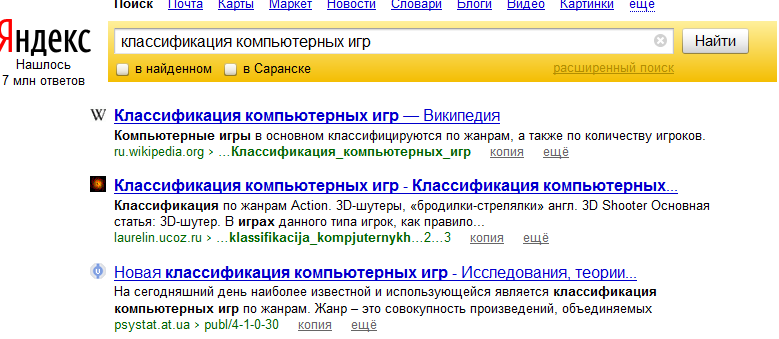 Поиск Почта Карты Маркет Новости Словари Блоги Видео Картинки ещё
Яндекс
Нашлось
7 млн ответов
классификация компьютерных игр
Найти
в найденном в Саранске расширенный поиск
W Классификация компьютерных игр — Википедия
Компьютерные игры в основном классифицируются по жанрам, а также по количеству игроков.
ru.wikipedia.org › ...Классификация_компьютерных_игр копия ещё
Классификация компьютерных игр - Классификация компьютерных...
Классификация по жанрам Action. 3D-шутеры, «бродилки-стрелялки» англ. 3D Shooter Основная
статья: 3D-шутер. В играх данного типа игрок, как правило...
laurelin.ucoz.ru › ...klassifikacija_kompjuternykh...2...3 копия ещё
Новая классификация компьютерных игр - Исследования, теории...
На сегодняшний день наиболее известной и использующейся является классификация
компьютерных игр по жанрам. Жанр – это совокупность произведений, объединяемых
psystat.at.ua › publ/4-1-0-30 копия ещё